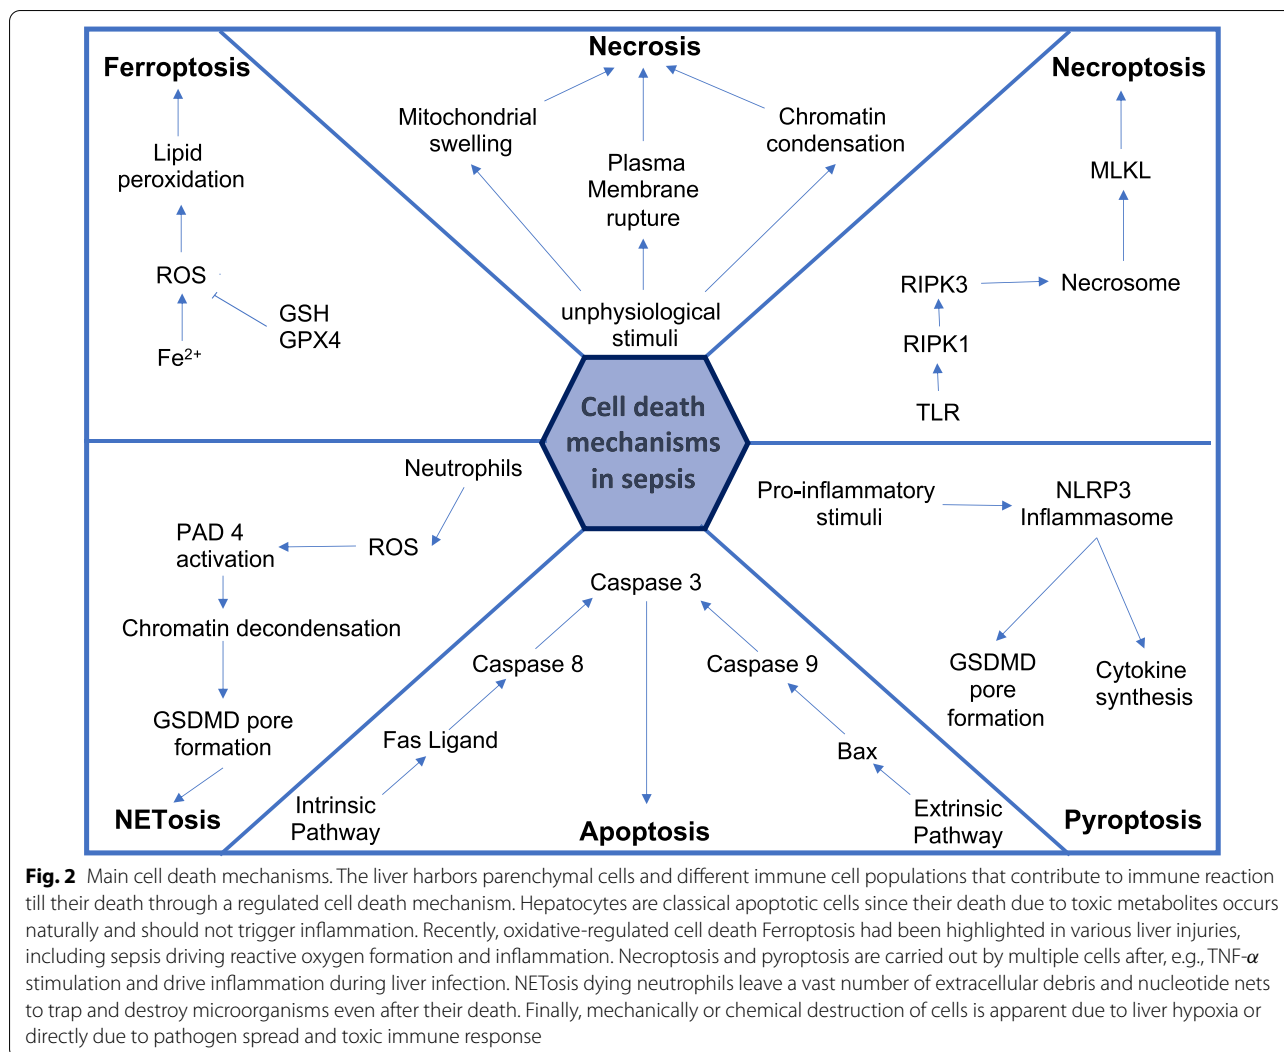 Ferroptosis
Lipid
peroxidation
ROS
GSH
GPX4
Fe²⁺
Necrosis
Mitochondrial
swelling
Plasma
Membrane
rupture
Chromatin
condensation
unphysiological
stimuli
Necroptosis
MLKL
RIPK3
Necrosome
RIPK1
TLR
Cell death
mechanisms
in sepsis
Neutrophils
PAD 4
activation
ROS
Chromatin decondensation
GSDMD pore
formation
NETosis
Caspase 3
Caspase 8
Caspase 9
Fas Ligand
Bax
Intrinsic
Pathway
Extrinsic
Pathway
Apoptosis
Pro-inflammatory
stimuli
NLRP3
Inflammasome
GSDMD
pore
formation
Cytokine
synthesis
Pyroptosis
Fig. 2 Main cell death mechanisms. The liver harbors parenchymal cells and different immune cell populations that contribute to immune reaction
till their death through a regulated cell death mechanism. Hepatocytes are classical apoptotic cells since their death due to toxic metabolites occurs
naturally and should not trigger inflammation. Recently, oxidative-regulated cell death Ferroptosis had been highlighted in various liver injuries,
including sepsis driving reactive oxygen formation and inflammation. Necroptosis and pyroptosis are carried out by multiple cells after, e.g., TNF-α
stimulation and drive inflammation during liver infection. NETosis dying neutrophils leave a vast number of extracellular debris and nucleotide nets
to trap and destroy microorganisms even after their death. Finally, mechanically or chemical destruction of cells is apparent due to liver hypoxia or
directly due to pathogen spread and toxic immune response